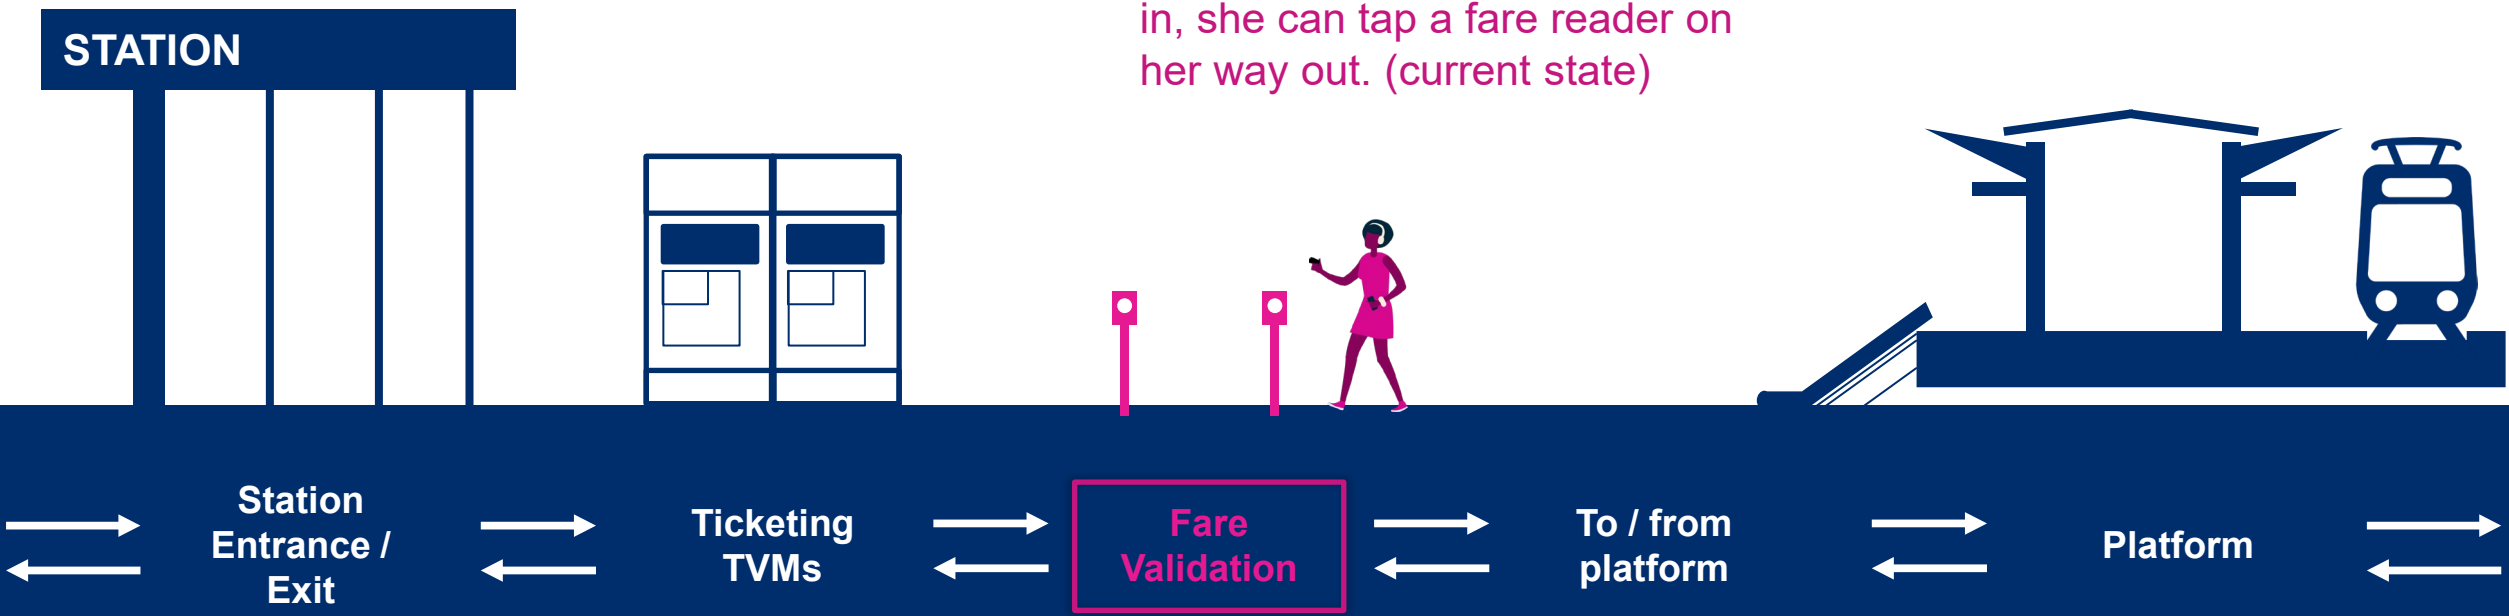 in, she can tap a fare reader on
her way out. (current state)
STATION
Station
Entrance /
Exit
Ticketing
TVMs
Fare
Validation
To / from
platform
Platform